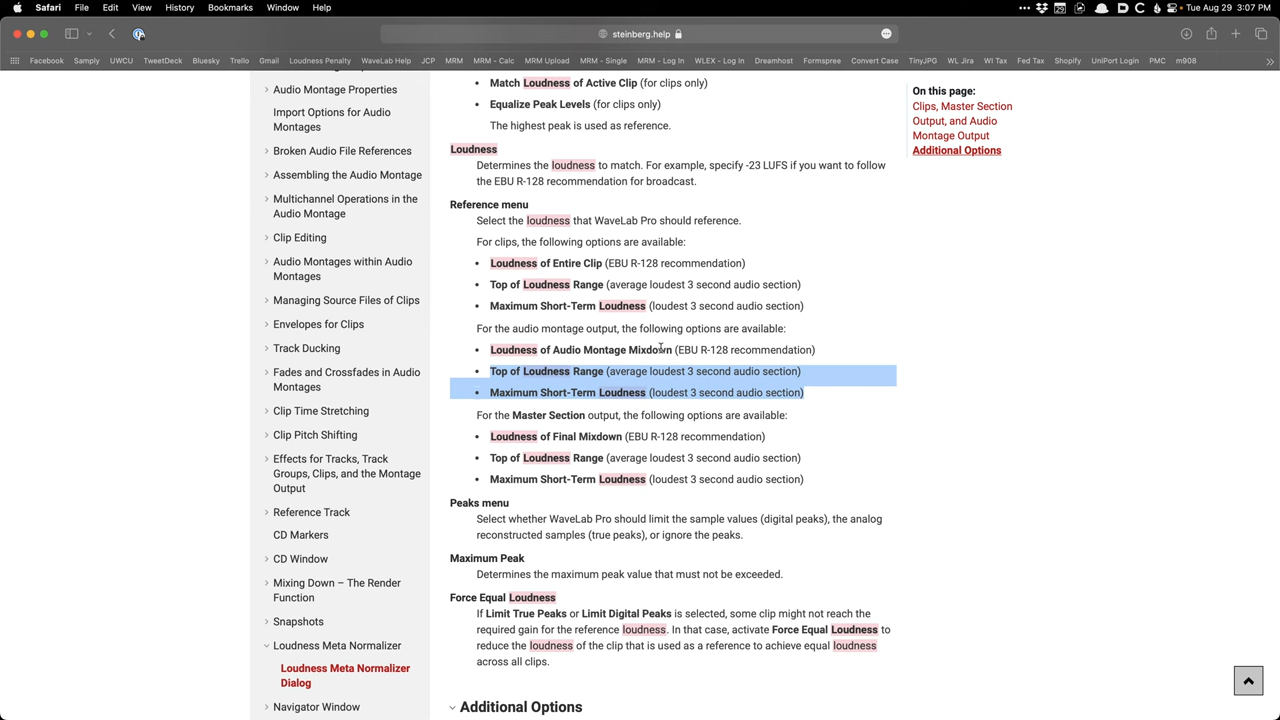 Safari File Edit View History Bookmarks Window Help
Tue Aug 29 3:07 PM
steinberg.help
Facebook Samply UWCU TweetDeck Bluesky Trello Gmail Loudness Penalty WaveLab Help JCP MRM MRM - Calc MRM Upload MRM - Single MRM - Log In WLEX - Log In Dreamhost Formspree Convert Case TinyJPG WL Jira WI Tax Fed Tax Shopify UniPort Login PMC m908
Audio Montage Properties
Import Options for Audio
Montages
Broken Audio File References
Assembling the Audio Montage
Multichannel Operations in the
Audio Montage
Clip Editing
Audio Montages within Audio
Montages
Managing Source Files of Clips
Envelopes for Clips
Track Ducking
Fades and Crossfades in Audio
Montages
Clip Time Stretching
Clip Pitch Shifting
Effects for Tracks, Track
Groups, Clips, and the Montage
Output
Reference Track
CD Markers
CD Window
Mixing Down – The Render
Function
Snapshots
Loudness Meta Normalizer
Loudness Meta Normalizer
Dialog
Navigator Window
• Match Loudness of Active Clip (for clips only)
• Equalize Peak Levels (for clips only)
The highest peak is used as reference.
Loudness
Determines the loudness to match. For example, specify -23 LUFS if you want to follow
the EBU R-128 recommendation for broadcast.
Reference menu
Select the loudness that WaveLab Pro should reference.
For clips, the following options are available:
• Loudness of Entire Clip (EBU R-128 recommendation)
• Top of Loudness Range (average loudest 3 second audio section)
• Maximum Short-Term Loudness (loudest 3 second audio section)
For the audio montage output, the following options are available:
• Loudness of Audio Montage Mixdown (EBU R-128 recommendation)
• Top of Loudness Range (average loudest 3 second audio section)
• Maximum Short-Term Loudness (loudest 3 second audio section)
For the Master Section output, the following options are available:
• Loudness of Final Mixdown (EBU R-128 recommendation)
• Top of Loudness Range (average loudest 3 second audio section)
• Maximum Short-Term Loudness (loudest 3 second audio section)
Peaks menu
Select whether WaveLab Pro should limit the sample values (digital peaks), the analog
reconstructed samples (true peaks), or ignore the peaks.
Maximum Peak
Determines the maximum peak value that must not be exceeded.
Force Equal Loudness
If Limit True Peaks or Limit Digital Peaks is selected, some clip might not reach the
required gain for the reference loudness. In that case, activate Force Equal Loudness to
reduce the loudness of the clip that is used as a reference to achieve equal loudness
across all clips.
Additional Options
On this page:
Clips, Master Section
Output, and Audio
Montage Output
Additional Options